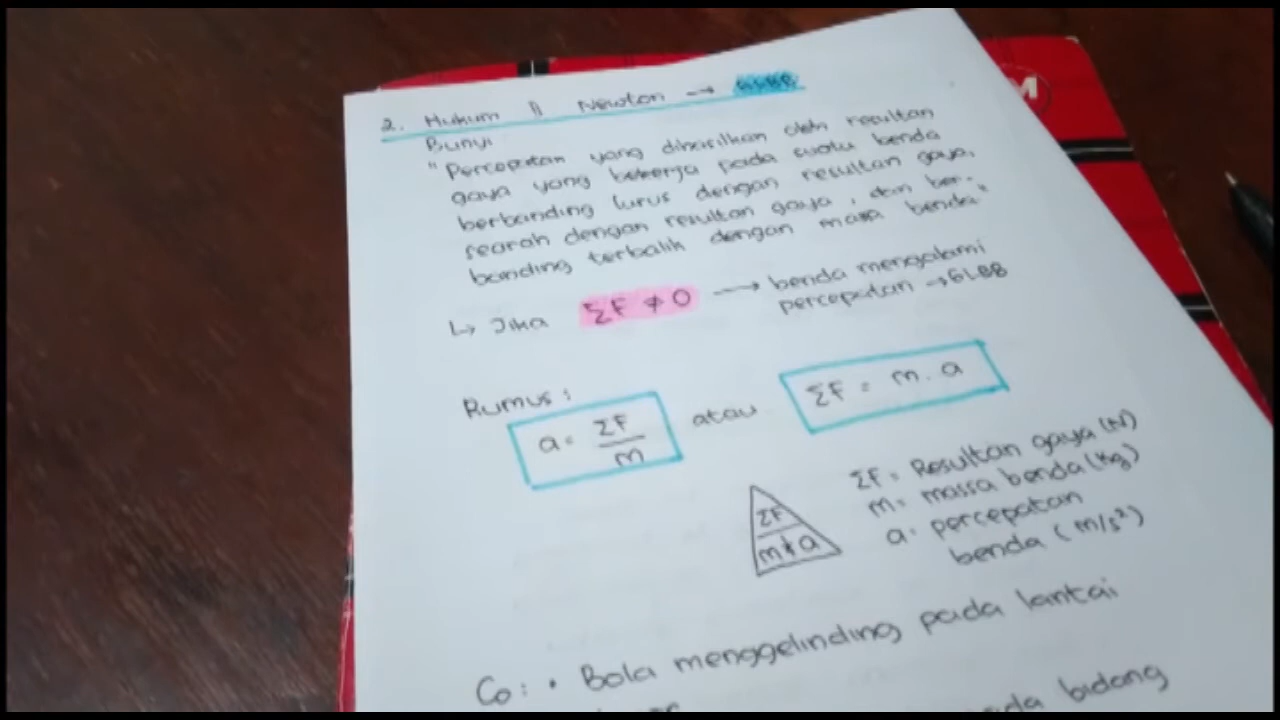 2. Hukum II Newton → GLBB
Bunyi
"Percepatan yang dihasilkan oleh resultan
gaya yang bekerja pada suatu benda
berbanding lurus dengan resultan gaya,
searah dengan resultan gaya, dan ber-
banding terbalik dengan massa benda"
↳ Jika ΣF ≠ 0 → benda mengalami
percepatan → GLBB
Rumus :
a = ΣF/m atau ΣF = m . a
ΣF
m * a
ΣF = Resultan gaya (N)
m = massa benda (kg)
a = percepatan
benda (m/s²)
Co : • Bola menggelinding pada lantai
pada bidang
M